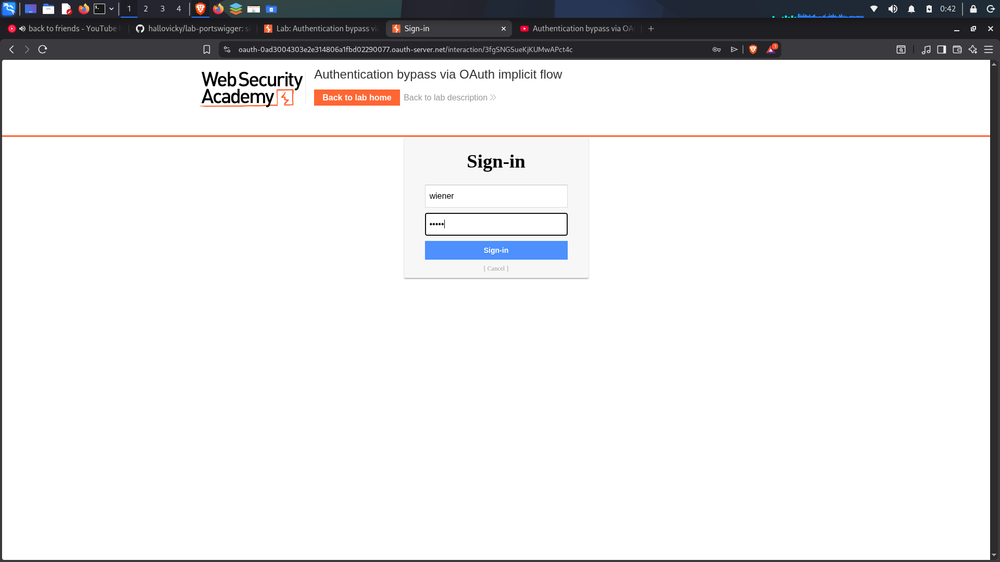 1 2 3 4 0:42
back to friends - YouTube
hallovicky/lab-portswigger: s
Lab: Authentication bypass via
Sign-in
Authentication bypass via OA
oauth-0ad3004303e2e314806a1fbd02290077.oauth-server.net/interaction/3fgSNGSueKjKUMwAPct4c
1
Web Security
Academy
Authentication bypass via OAuth implicit flow
Back to lab home
Back to lab description
Sign-in
wiener
•••••
Sign-in
[ Cancel ]